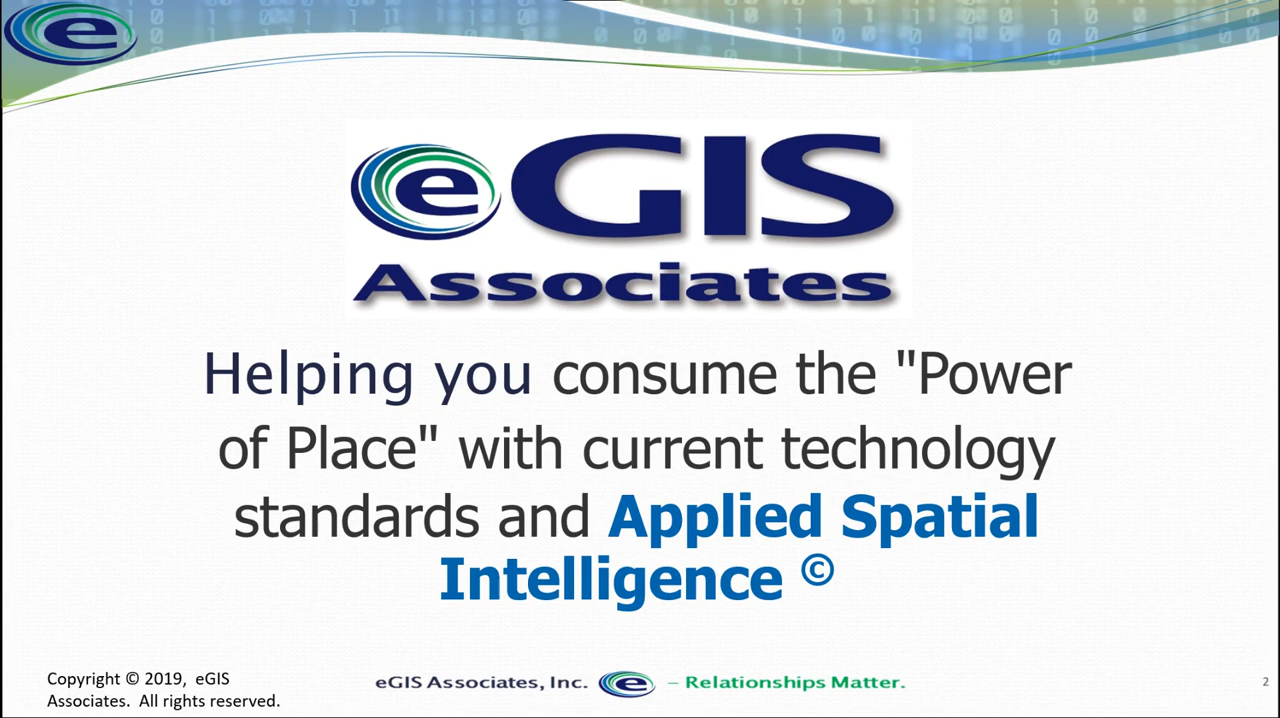 e
eGIS
Associates
Helping you consume the "Power
of Place" with current technology
standards and Applied Spatial
Intelligence ©
Copyright © 2019,  eGIS
Associates.  All rights reserved.
eGIS Associates, Inc. e – Relationships Matter.
2